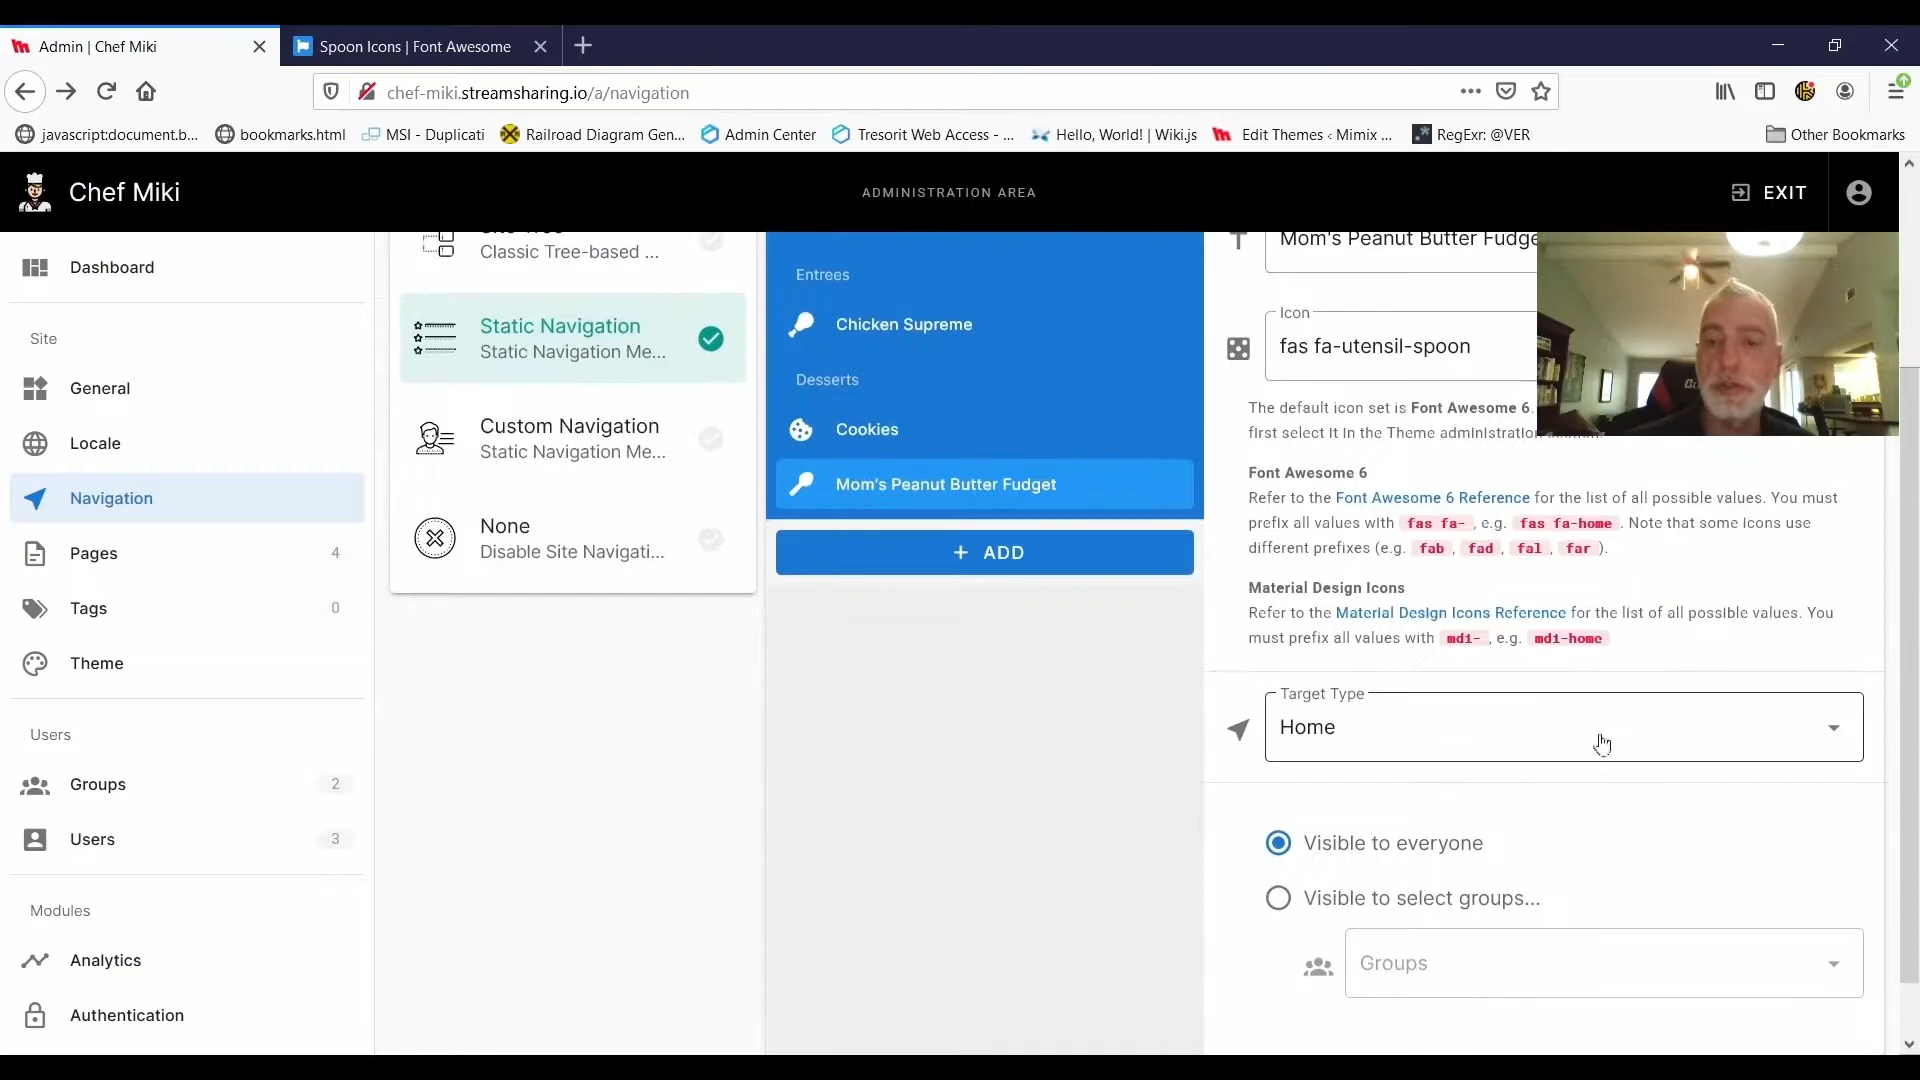 Admin | Chef Miki
Spoon Icons | Font Awesome
chef-miki.streamsharing.io/a/navigation
javascript:document.b...
bookmarks.html
MSI - Duplicati
Railroad Diagram Gen...
Admin Center
Tresorit Web Access - ...
Hello, World! | Wiki.js
Edit Themes ‹ Mimix ...
RegExr: @VER
Other Bookmarks
Chef Miki
ADMINISTRATION AREA
EXIT
Dashboard
Site
General
Locale
Navigation
Pages
4
Tags
0
Theme
Users
Groups
2
Users
3
Modules
Analytics
Authentication
Classic Tree-based ...
Static Navigation
Static Navigation Me...
Custom Navigation
Static Navigation Me...
None
Disable Site Navigati...
Entrees
Chicken Supreme
Desserts
Cookies
Mom's Peanut Butter Fudget
+ ADD
Mom's Peanut Butter Fudge
Icon
fas fa-utensil-spoon
The default icon set is Font Awesome 6.
first select it in the Theme administration
Font Awesome 6
Refer to the Font Awesome 6 Reference for the list of all possible values. You must
prefix all values with fas fa- , e.g. fas fa-home . Note that some icons use
different prefixes (e.g. fab , fad , fal , far ).
Material Design Icons
Refer to the Material Design Icons Reference for the list of all possible values. You
must prefix all values with mdi- , e.g. mdi-home
Target Type
Home
Visible to everyone
Visible to select groups...
Groups